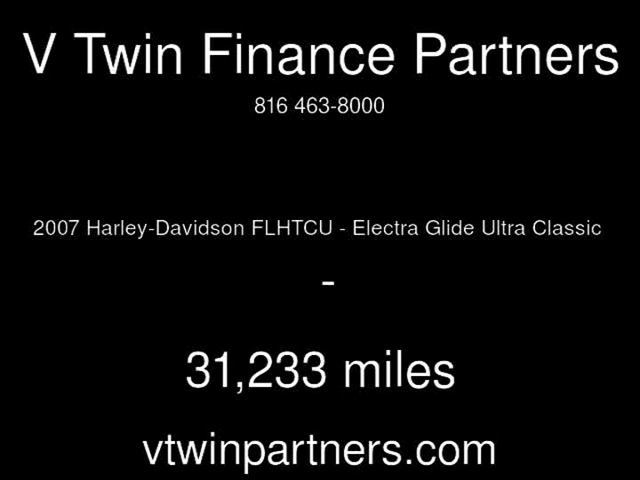 V Twin Finance Partners
816 463-8000
2007 Harley-Davidson FLHTCU - Electra Glide Ultra Classic
-
31,233 miles
vtwinpartners.com